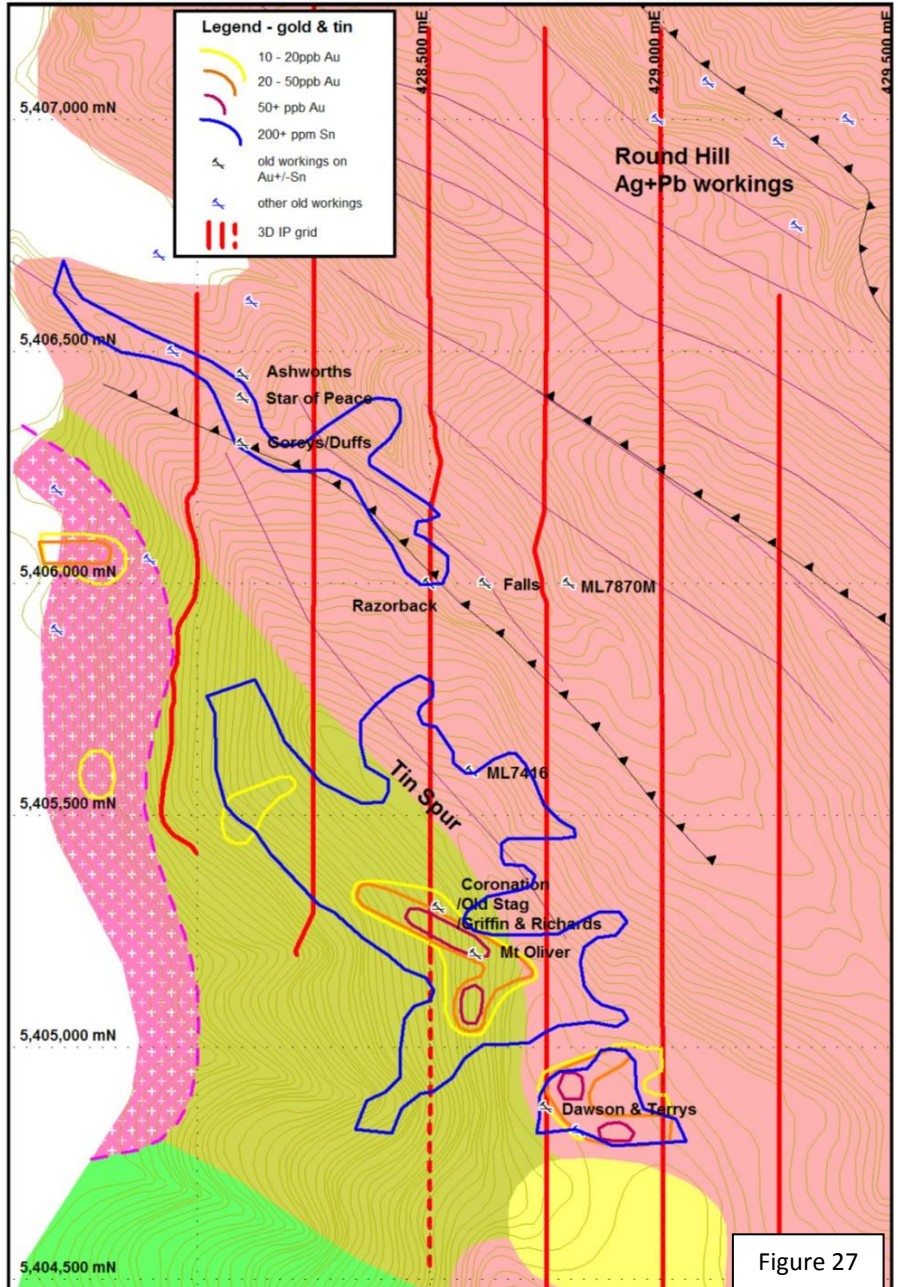 Legend - gold & tin
10 - 20ppb Au
20 - 50ppb Au
50+ ppb Au
200+ ppm Sn
old workings on
Au+/-Sn
other old workings
3D IP grid
428,500 mE
429,000 mE
429,500 mE
5,407,000 mN
Round Hill
Ag+Pb workings
5,406,500 mN
Ashworths
Star of Peace
Goreys/Duffs
5,406,000 mN
Falls
ML7870M
Razorback
Tin Spur
ML7416
5,405,500 mN
Coronation
/Old Stag
/Griffin & Richards
Mt Oliver
5,405,000 mN
Dawson & Terrys
5,404,500 mN
Figure 27